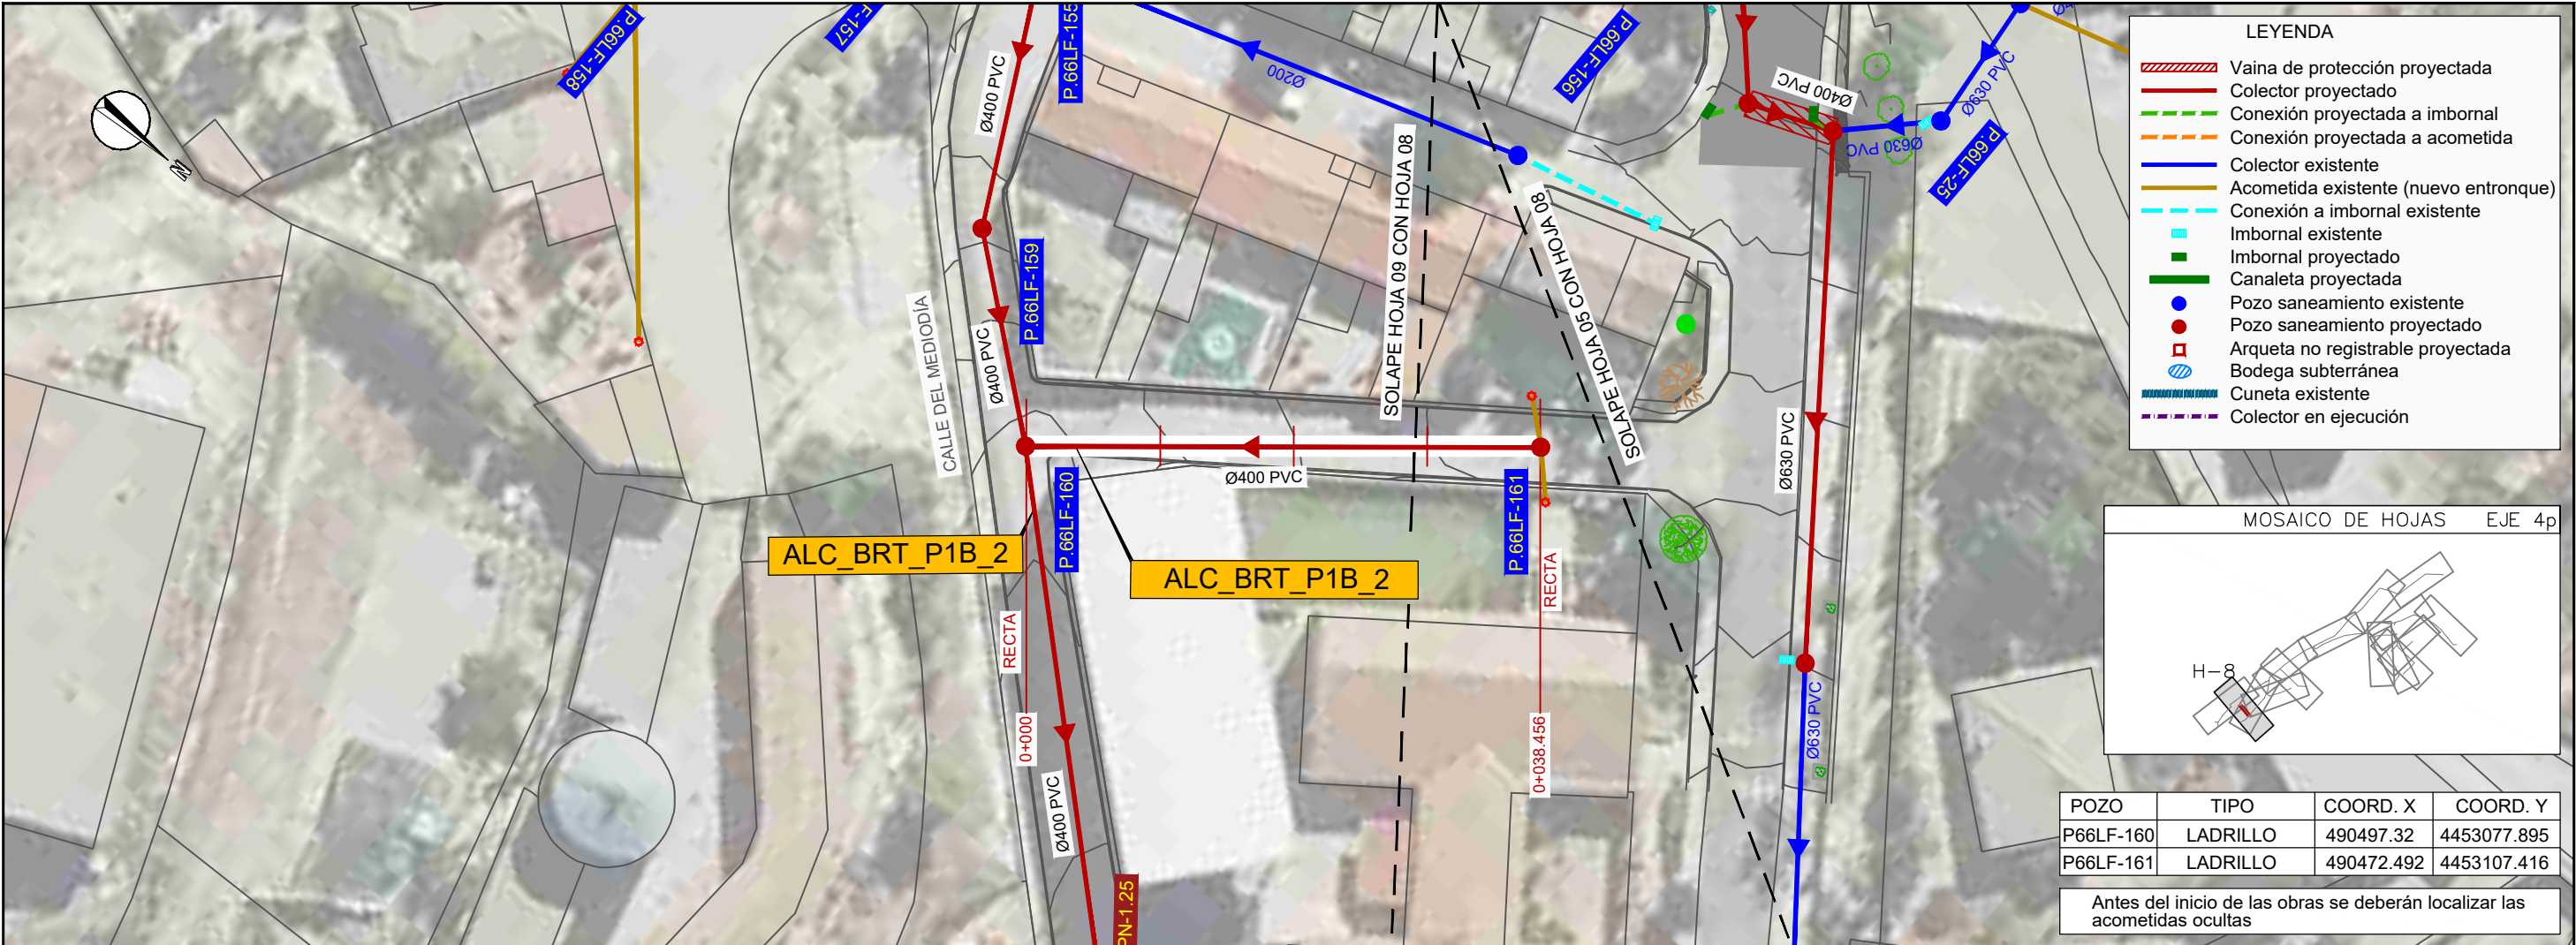 P.66LF-158
F-157
P.66LF-155
Ø400 PVC
Ø200
P.66LF-156
Ø400 PVC
Ø630 PVC
Ø630 PVC
P.66LF-25
N
P.66LF-159
Ø400 PVC
CALLE DEL MEDIODÍA
SOLAPE HOJA 09 CON HOJA 08
SOLAPE HOJA 05 CON HOJA 08
Ø630 PVC
Ø400 PVC
P.66LF-160
P.66LF-161
ALC_BRT_P1B_2
ALC_BRT_P1B_2
RECTA
RECTA
0+000
0+038.456
Ø400 PVC
PN-1.25
Ø630 PVC
LEYENDA
Vaina de protección proyectada
Colector proyectado
Conexión proyectada a imbornal
Conexión proyectada a acometida
Colector existente
Acometida existente (nuevo entronque)
Conexión a imbornal existente
Imbornal existente
Imbornal proyectado
Canaleta proyectada
Pozo saneamiento existente
Pozo saneamiento proyectado
Arqueta no registrable proyectada
Bodega subterránea
Cuneta existente
Colector en ejecución
MOSAICO DE HOJAS EJE 4p
H-8
POZO TIPO COORD. X COORD. Y
P66LF-160 LADRILLO 490497.32 4453077.895
P66LF-161 LADRILLO 490472.492 4453107.416
Antes del inicio de las obras se deberán localizar las
acometidas ocultas